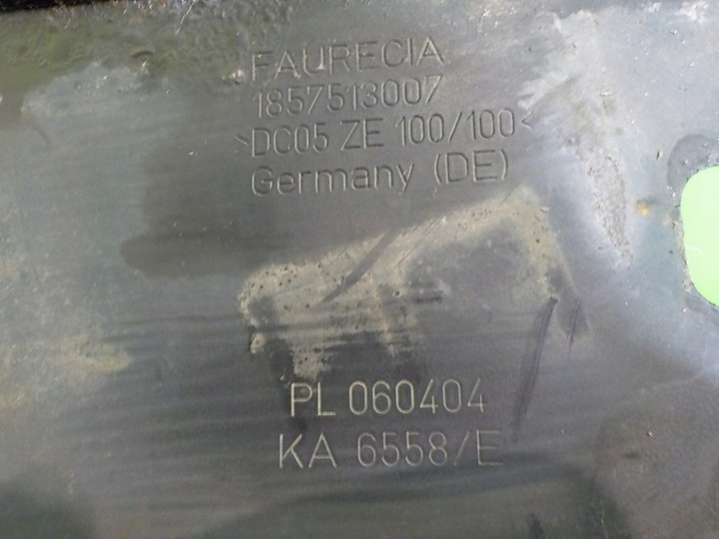 FAURECIA
1857513007
>DC05 ZE 100/100<
Germany (DE)
PL 060404
KA 6558/E